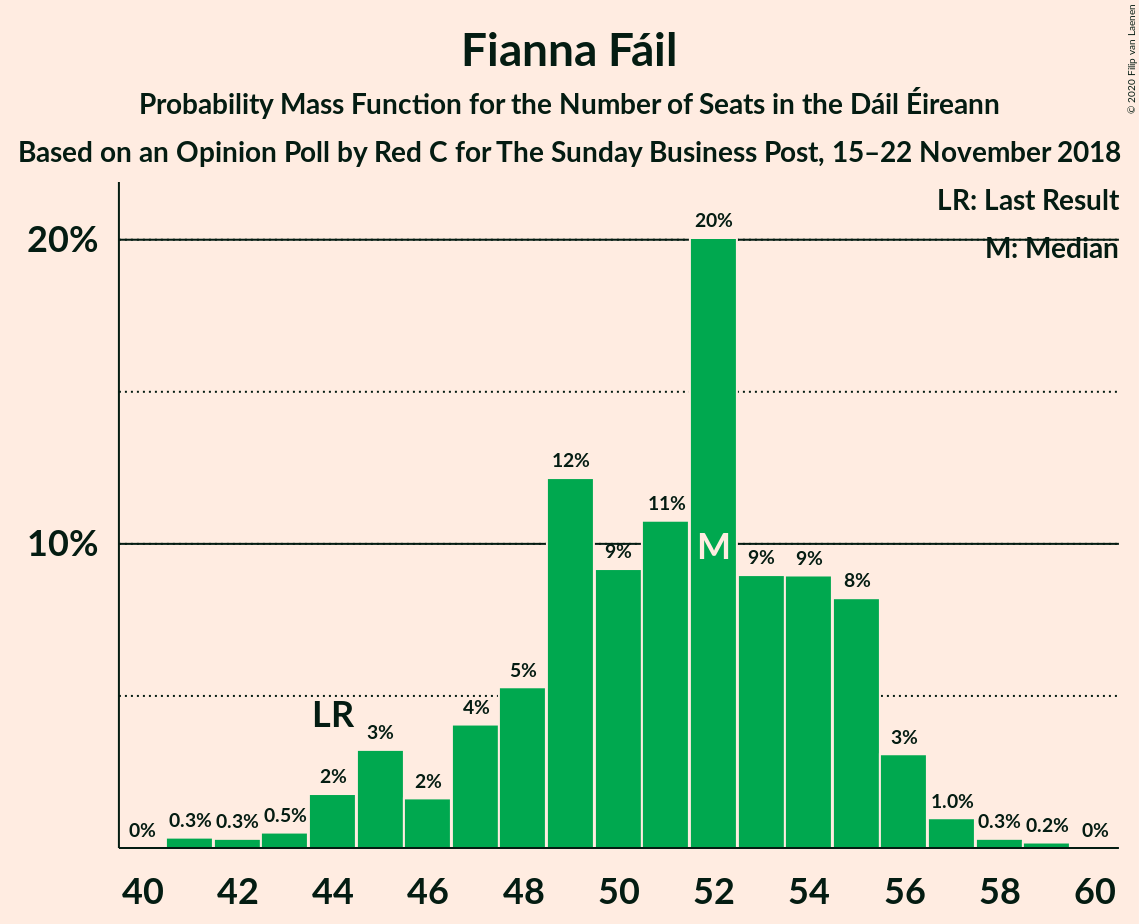 © 2020 Filip van Laenen
Fianna Fáil
Probability Mass Function for the Number of Seats in the Dáil Éireann
Based on an Opinion Poll by Red C for The Sunday Business Post, 15–22 November 2018
LR: Last Result
M: Median
20%
10%
0%
0.3%
0.3%
0.5%
2%
LR
3%
2%
4%
5%
12%
9%
11%
20%
M
9%
9%
8%
3%
1.0%
0.3%
0.2%
0%
40 42 44 46 48 50 52 54 56 58 60